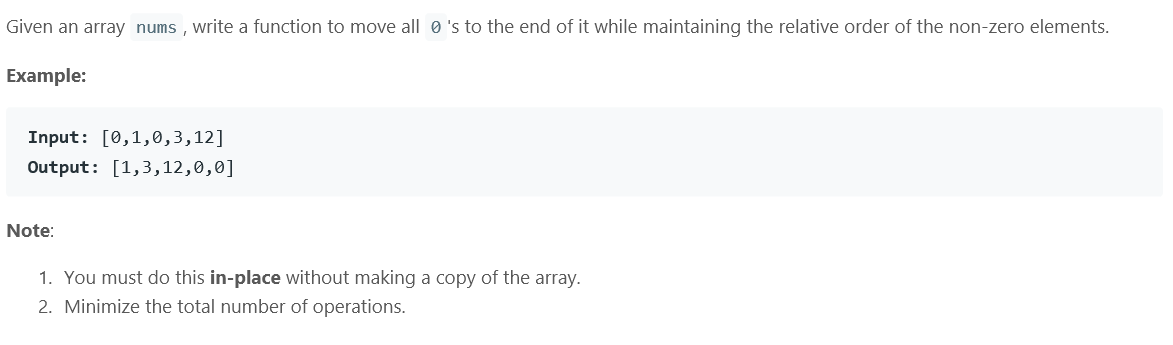 Given an array nums , write a function to move all 0 's to the end of it while maintaining the relative order of the non-zero elements.
Example:
Input: [0,1,0,3,12]
Output: [1,3,12,0,0]
Note:
1. You must do this in-place without making a copy of the array.
2. Minimize the total number of operations.